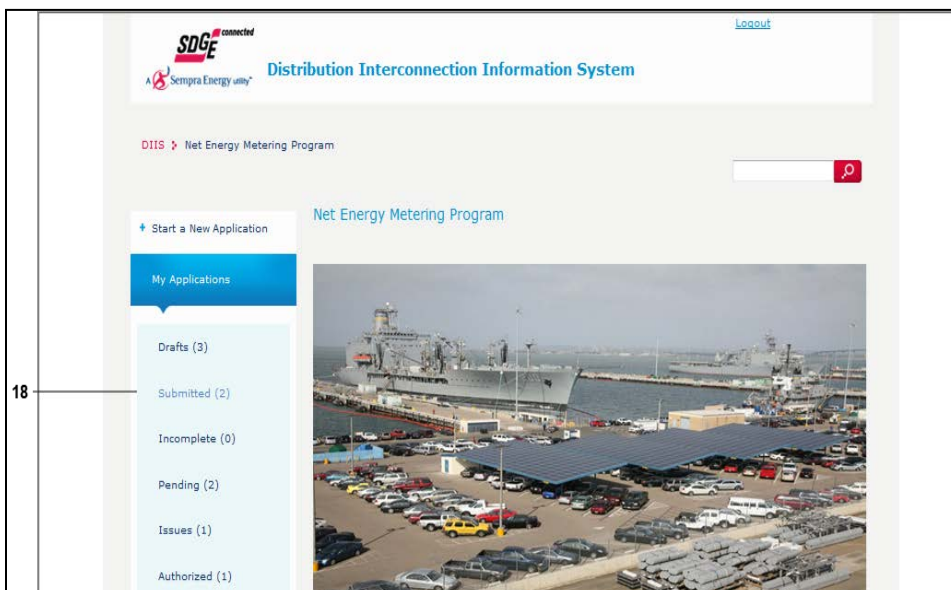 Logout
SDGE connected
A Sempra Energy utility
Distribution Interconnection Information System
DIIS Net Energy Metering Program
Net Energy Metering Program
+ Start a New Application
My Applications
Drafts (3)
18
Submitted (2)
Incomplete (0)
Pending (2)
Issues (1)
Authorized (1)